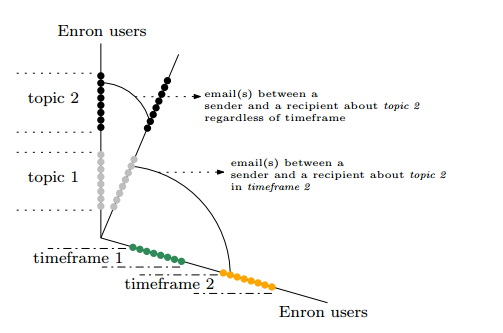 Enron users
topic 2
email(s) between a
sender and a recipient about topic 2
regardless of timeframe
topic 1
email(s) between a
sender and a recipient about topic 2
in timeframe 2
timeframe 1
timeframe 2
Enron users